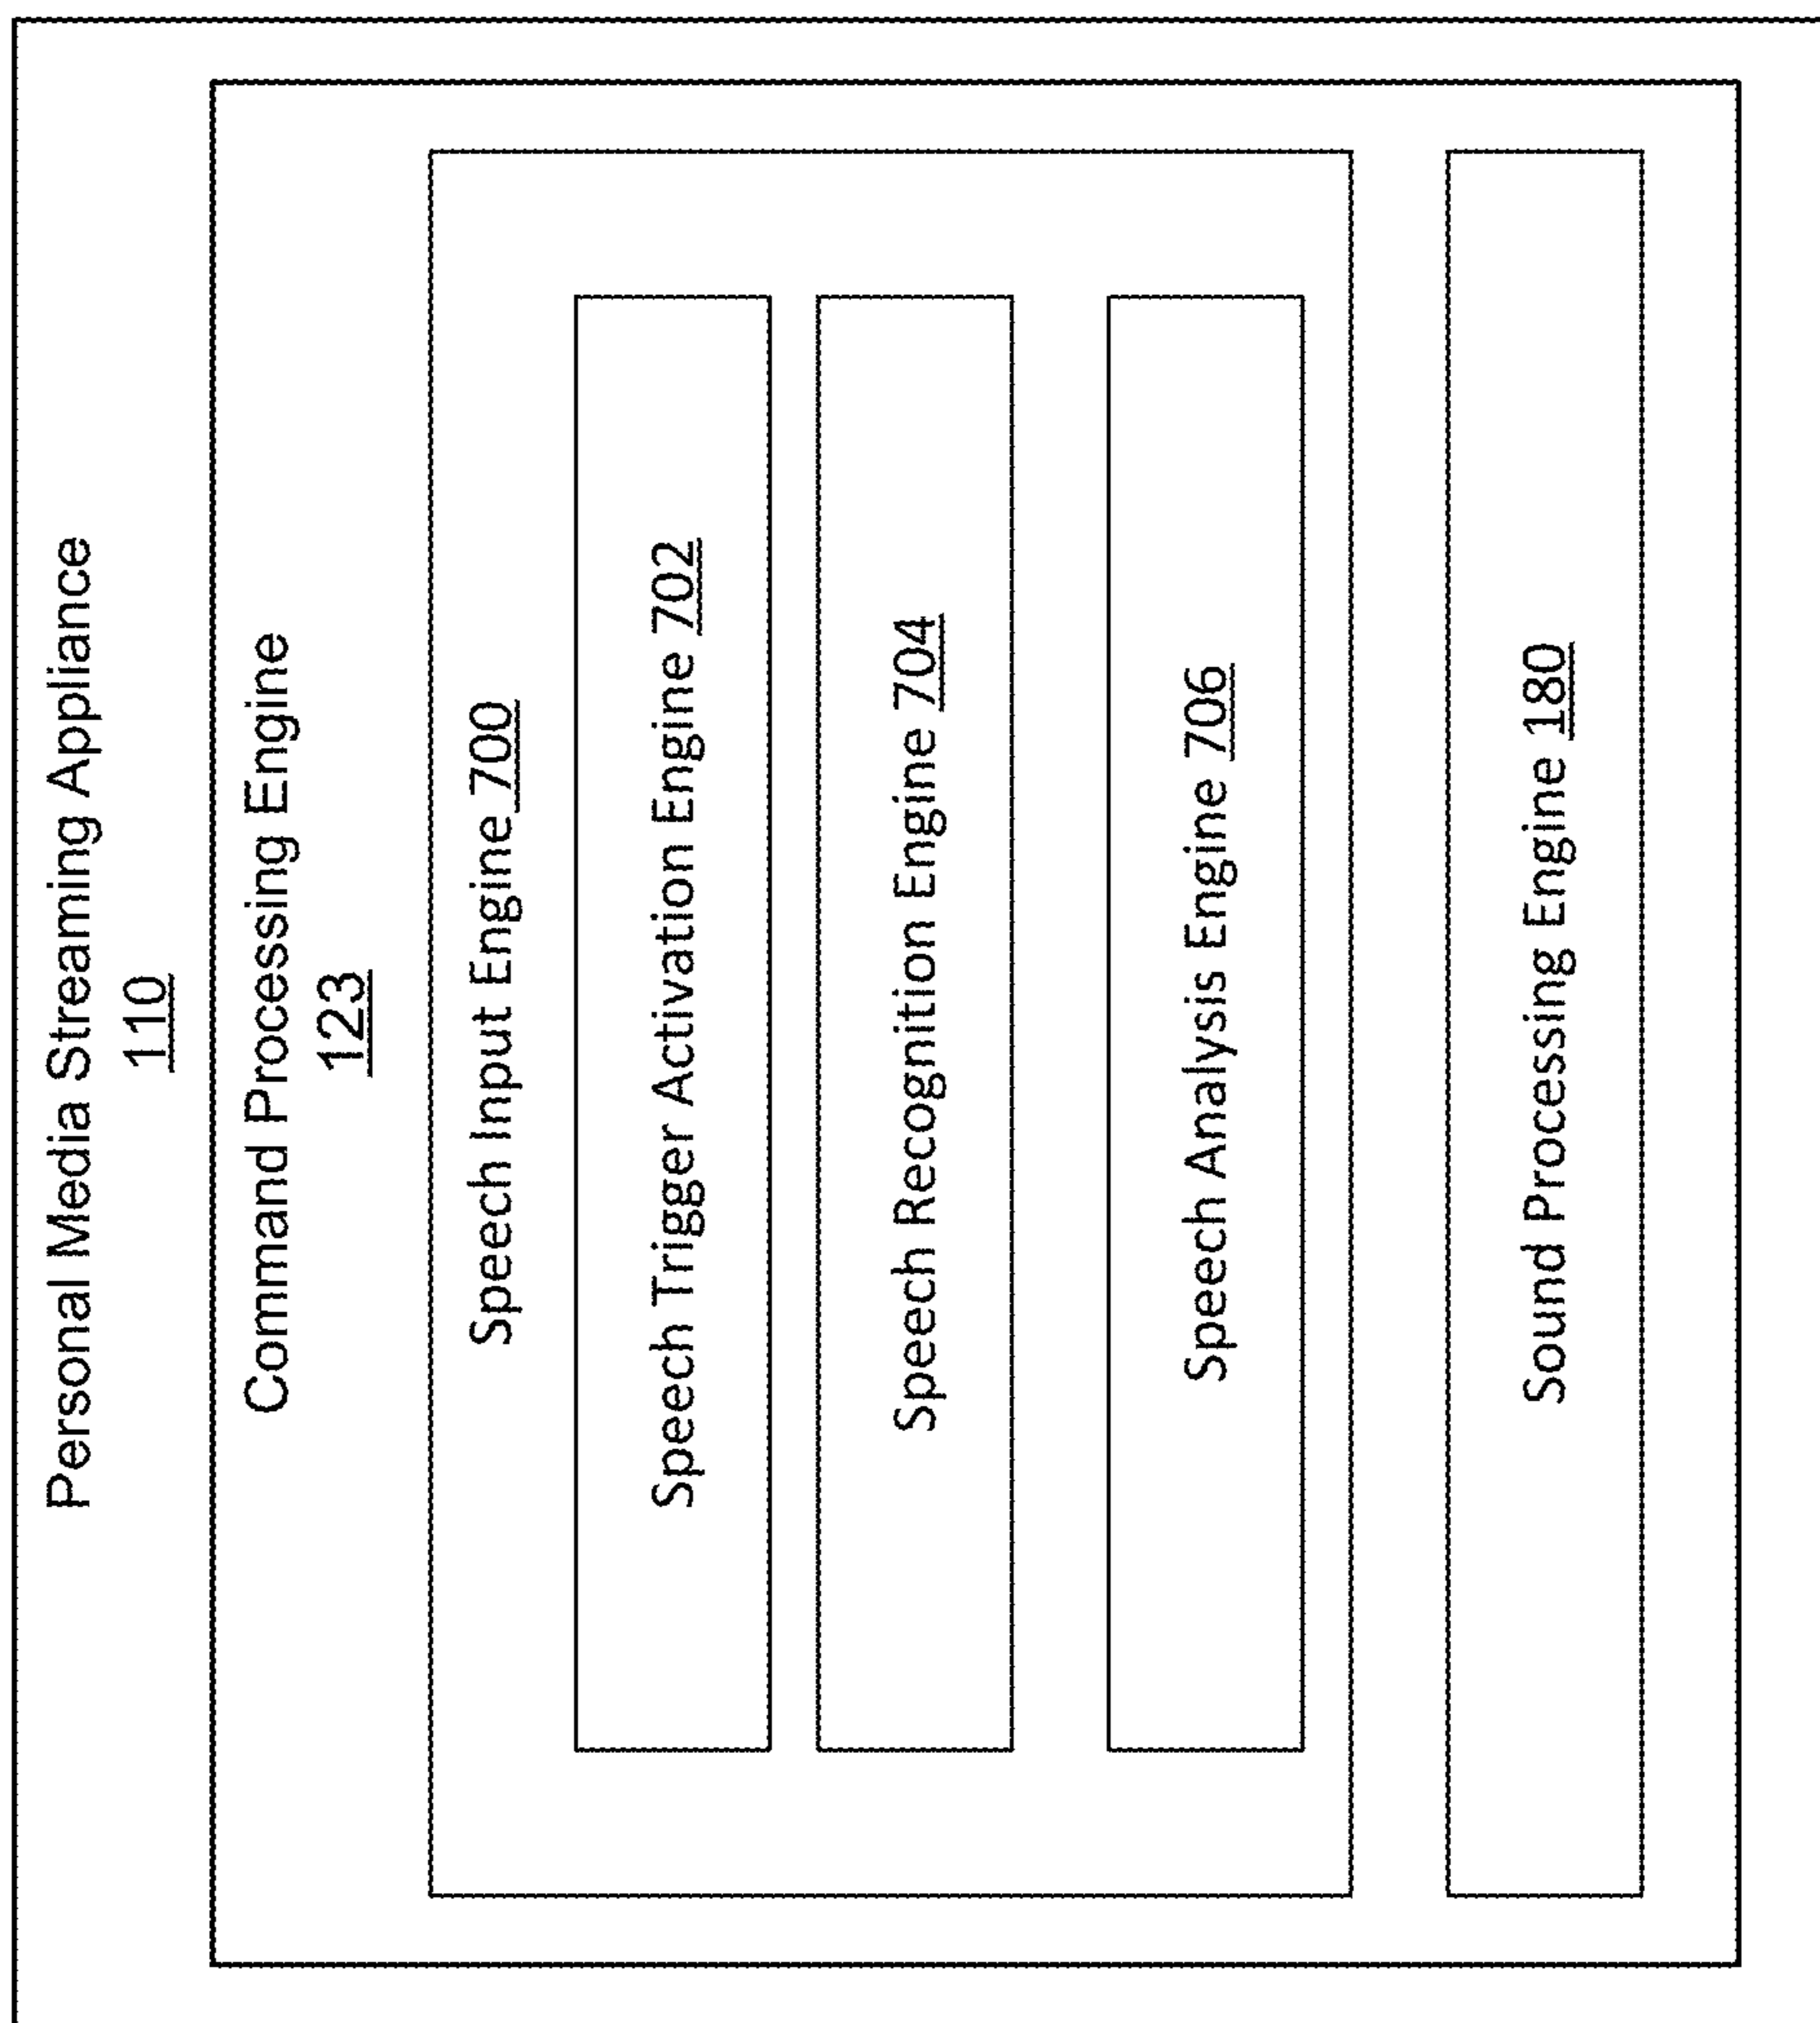 Personal Media Streaming Appliance
110
Command Processing Engine
123
Speech Input Engine 700
Speech Trigger Activation Engine 702
Speech Recognition Engine 704
Speech Analysis Engine 706
Sound Processing Engine 180